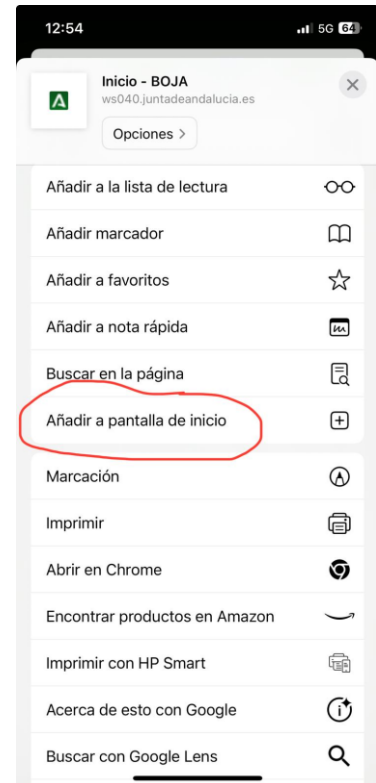 12:54
5G 64
Inicio - BOJA
ws040.juntadeandalucia.es
Opciones >
Añadir a la lista de lectura
Añadir marcador
Añadir a favoritos
Añadir a nota rápida
Buscar en la página
Añadir a pantalla de inicio
Marcación
Imprimir
Abrir en Chrome
Encontrar productos en Amazon
Imprimir con HP Smart
Acerca de esto con Google
Buscar con Google Lens